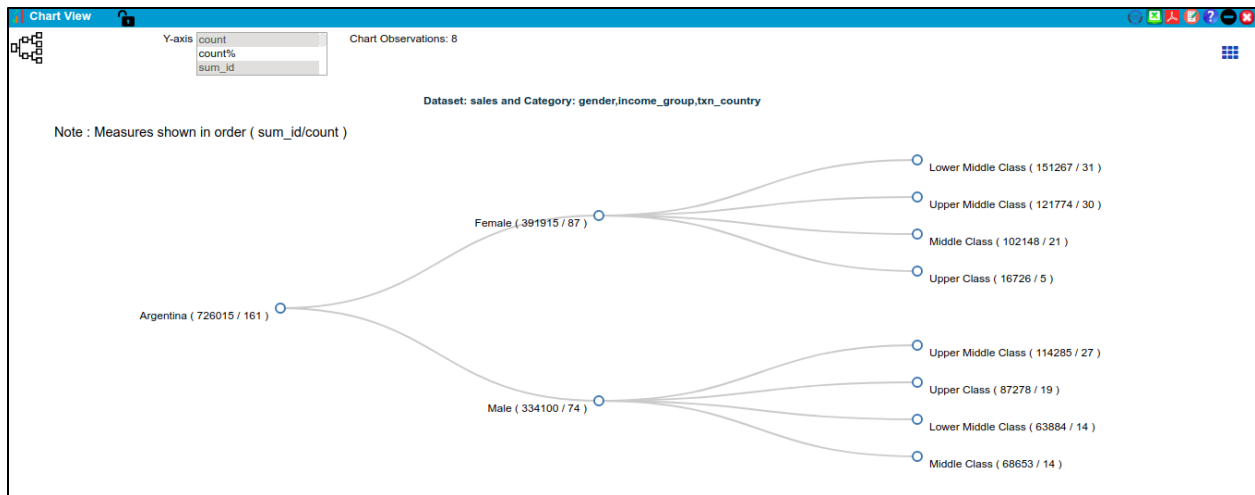 Chart View
Y-axis count
count%
sum_id
Chart Observations: 8
Dataset: sales and Category: gender,income_group,txn_country
Note : Measures shown in order ( sum_id/count )
Lower Middle Class ( 151267 / 31 )
Upper Middle Class ( 121774 / 30 )
Female ( 391915 / 87 )
Middle Class ( 102148 / 21 )
Upper Class ( 16726 / 5 )
Argentina ( 726015 / 161 )
Upper Middle Class ( 114285 / 27 )
Upper Class ( 87278 / 19 )
Male ( 334100 / 74 )
Lower Middle Class ( 63884 / 14 )
Middle Class ( 68653 / 14 )